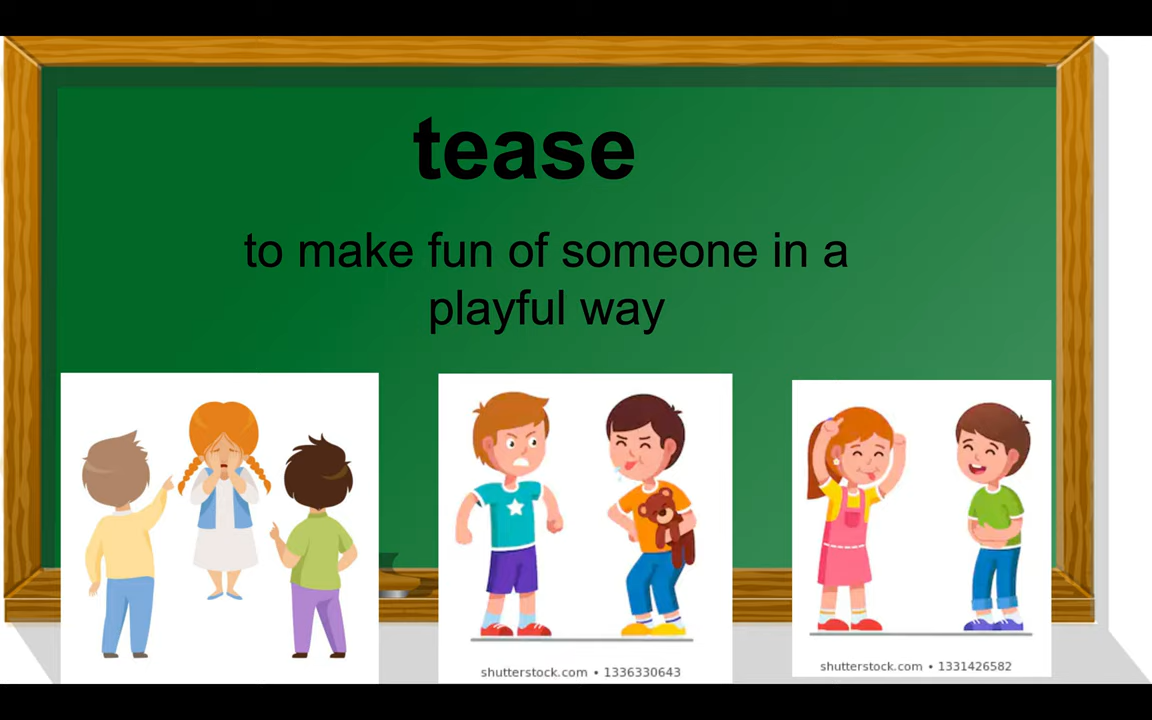 tease
to make fun of someone in a
playful way
shutterstock.com • 1336330643
shutterstock.com • 1331426582